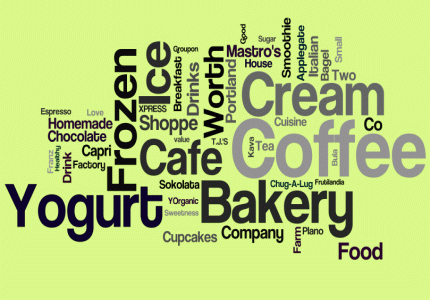 Good
Sugar
Smoothie
Applegate
Italian
Bagel
Small
Groupon
Mastro's
House
Ice
Frozen
Breakfast
Drinks
Worth
Portland
Two
Cream
Espresso
Love
XPRESS
Homemade
Chocolate
Shoppe
value
T.J'S
Cuisine
Co
Coffee
Kava
Tea
Bula
Franz
Healthy
Drink
Capri
Factory
Cafe
Sokolata
Chug-A-Lug
Frutilandia
Yogurt
YOrganic
Sweetness
Bakery
Cupcakes
Company
Farm
Plano
Food